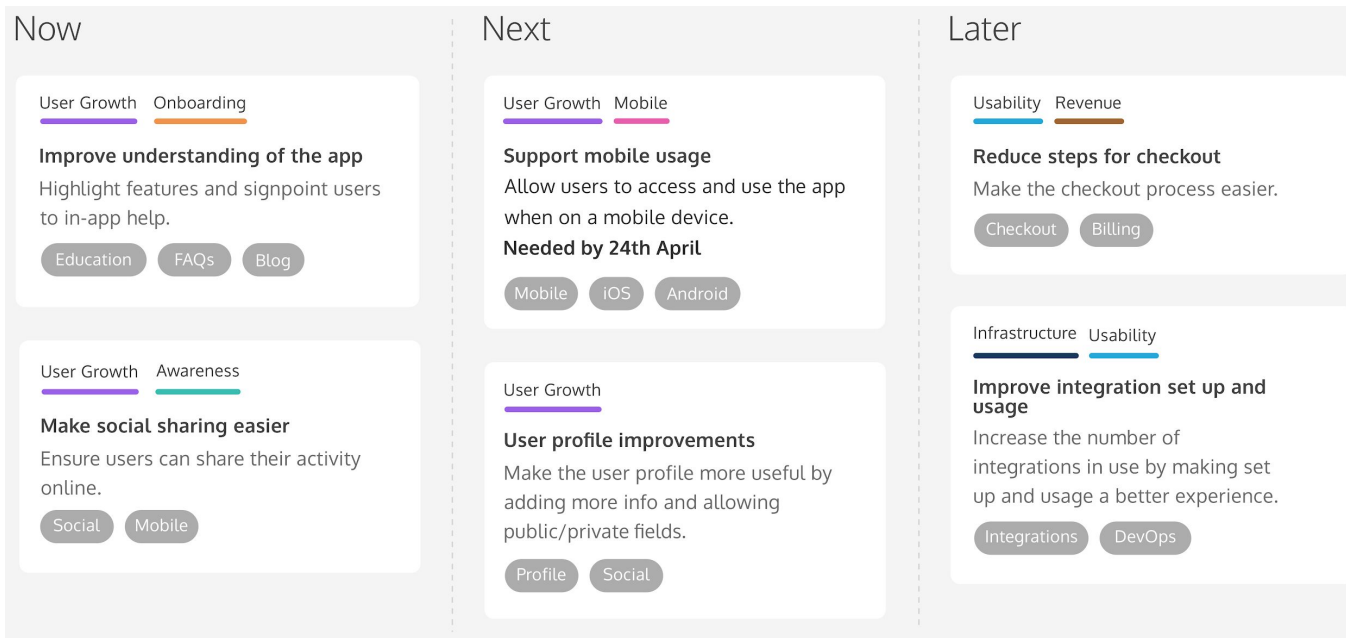 Now
User Growth Onboarding
Improve understanding of the app
Highlight features and signpoint users
to in-app help.
Education FAQs Blog
User Growth Awareness
Make social sharing easier
Ensure users can share their activity
online.
Social Mobile
Next
User Growth Mobile
Support mobile usage
Allow users to access and use the app
when on a mobile device.
Needed by 24th April
Mobile iOS Android
User Growth
User profile improvements
Make the user profile more useful by
adding more info and allowing
public/private fields.
Profile Social
Later
Usability Revenue
Reduce steps for checkout
Make the checkout process easier.
Checkout Billing
Infrastructure Usability
Improve integration set up and
usage
Increase the number of
integrations in use by making set
up and usage a better experience.
Integrations DevOps